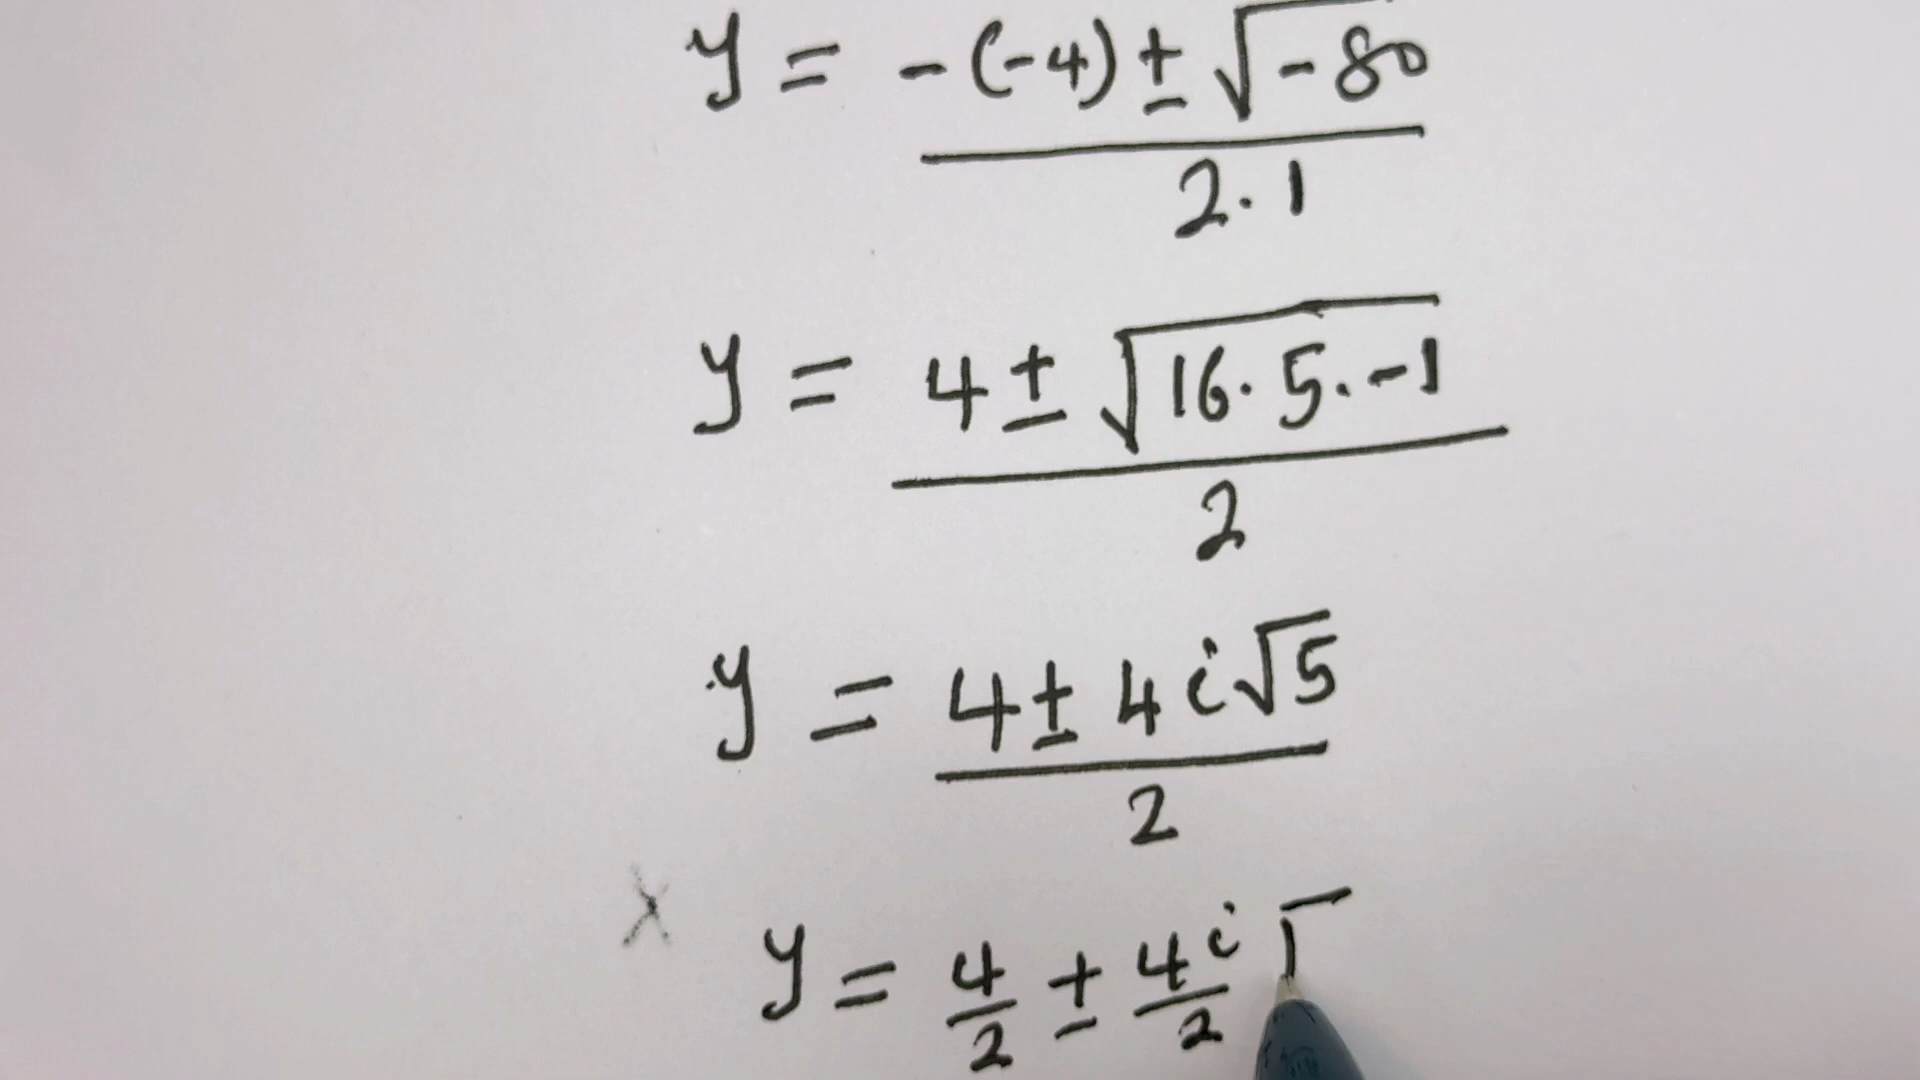 y = -(-4) ± √-80 / 2·1
y = 4 ± √16·5·-1 / 2
y = 4 ± 4i√5 / 2
x
y = 4/2 ± 4i/2 √